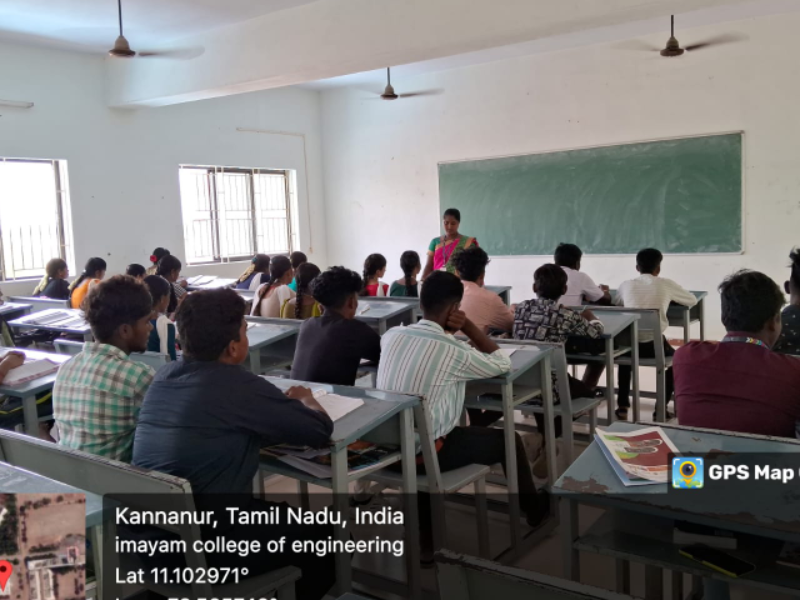 GPS Map
Kannanur, Tamil Nadu, India
imayam college of engineering
Lat 11.102971°